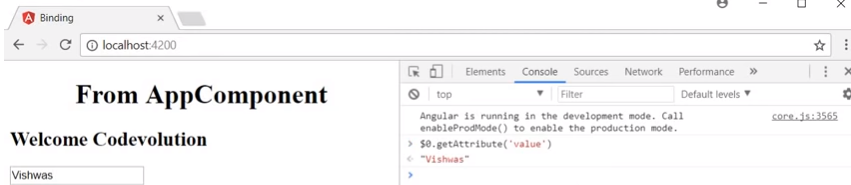 Binding
localhost:4200
Elements Console Sources Network Performance
top Filter Default levels
From AppComponent
Welcome Codevolution
Vishwas
Angular is running in the development mode. Call core.js:3565
enableProdMode() to enable the production mode.
> $0.getAttribute('value')
< "Vishwas"
>